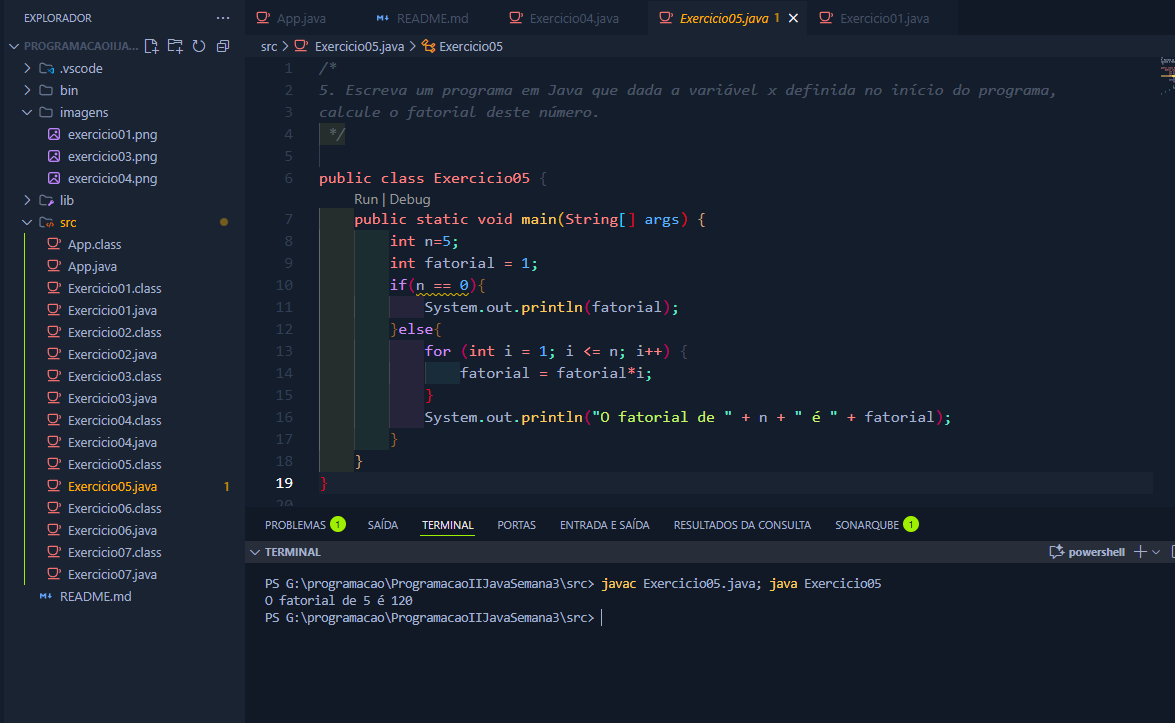 EXPLORADOR ···
PROGRAMACAOIIJA...
.vscode
bin
imagens
exercicio01.png
exercicio03.png
exercicio04.png
lib
src
App.class
App.java
Exercicio01.class
Exercicio01.java
Exercicio02.class
Exercicio02.java
Exercicio03.class
Exercicio03.java
Exercicio04.class
Exercicio04.java
Exercicio05.class
Exercicio05.java 1
Exercicio06.class
Exercicio06.java
Exercicio07.class
Exercicio07.java
README.md
App.java README.md Exercicio04.java Exercicio05.java 1 Exercicio01.java
src > Exercicio05.java > Exercicio05
1 /*
2 5. Escreva um programa em Java que dada a variável x definida no início do programa,
3 calcule o fatorial deste número.
4 */
5
6 public class Exercicio05 {
Run | Debug
7 public static void main(String[] args) {
8 int n=5;
9 int fatorial = 1;
10 if(n == 0){
11 System.out.println(fatorial);
12 }else{
13 for (int i = 1; i <= n; i++) {
14 fatorial = fatorial*i;
15 }
16 System.out.println("O fatorial de " + n + " é " + fatorial);
17 }
18 }
19 }
20
PROBLEMAS 1 SAÍDA TERMINAL PORTAS ENTRADA E SAÍDA RESULTADOS DA CONSULTA SONARQUBE 1
TERMINAL powershell
PS G:\programacao\ProgramacaoIIJavaSemana3\src> javac Exercicio05.java; java Exercicio05
O fatorial de 5 é 120
PS G:\programacao\ProgramacaoIIJavaSemana3\src>